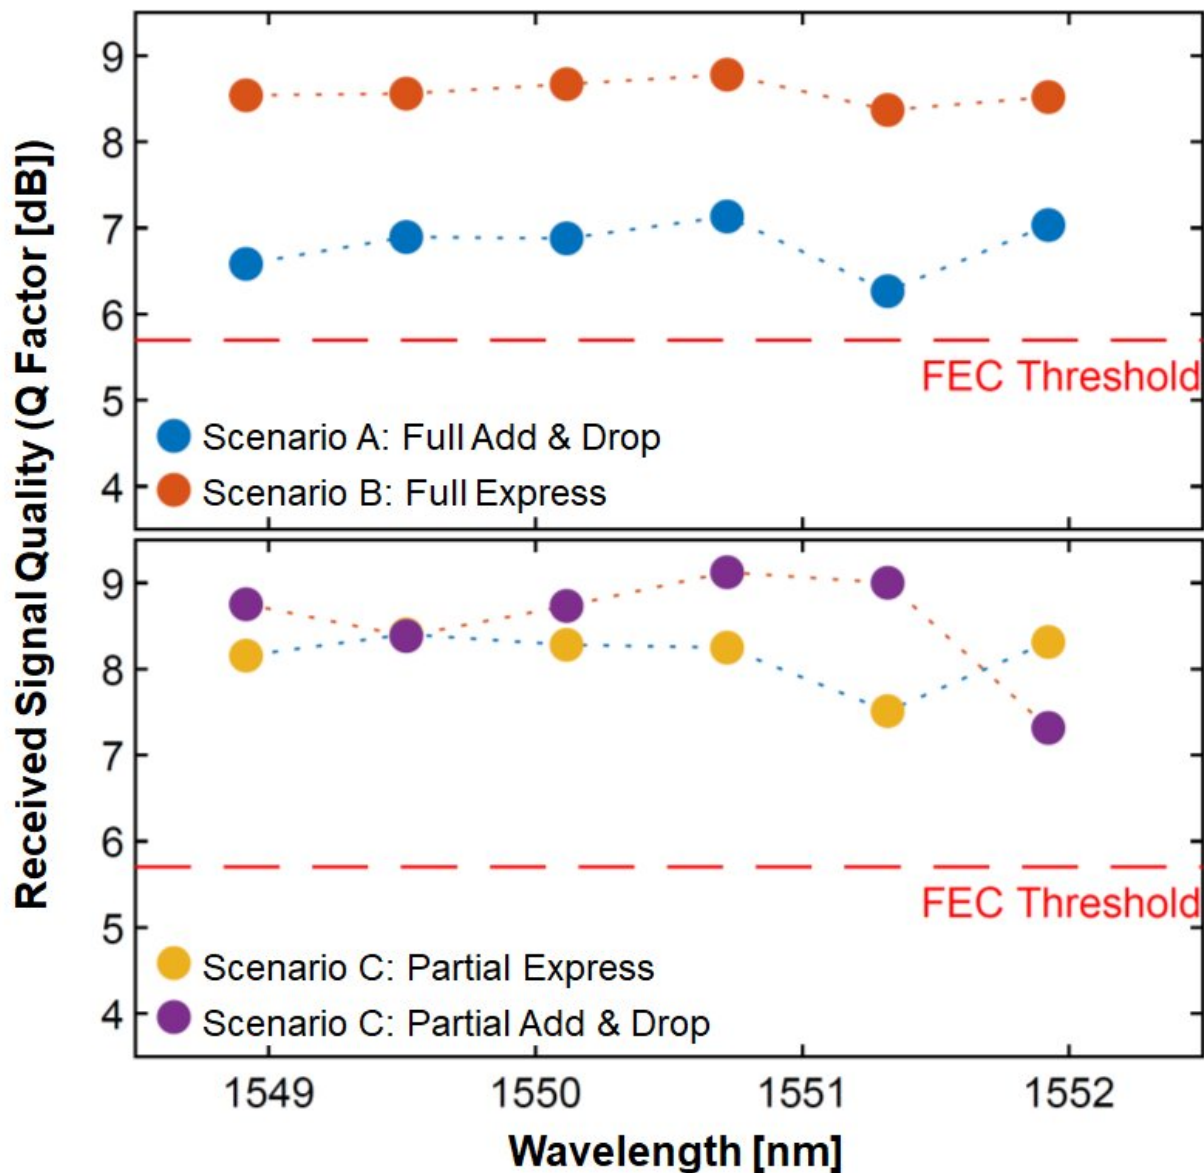 Received Signal Quality (Q Factor [dB])
9
8
7
6
5
4
FEC Threshold
Scenario A: Full Add & Drop
Scenario B: Full Express
9
8
7
6
5
4
FEC Threshold
Scenario C: Partial Express
Scenario C: Partial Add & Drop
1549 1550 1551 1552
Wavelength [nm]